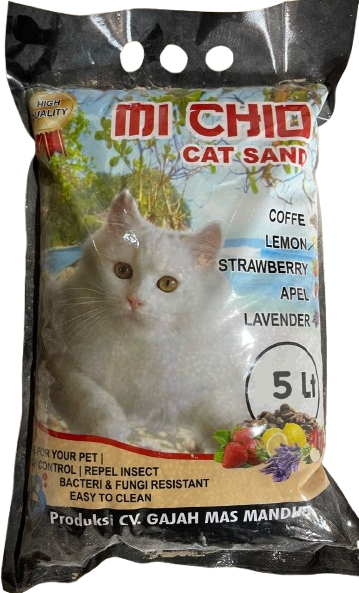 HIGH
QUALITY
MI CHIO
CAT SAND
COFFE
LEMON
STRAWBERRY
APEL
LAVENDER
5 Lt
FOR YOUR PET |
CONTROL | REPEL INSECT
BACTERI & FUNGI RESISTANT
EASY TO CLEAN
Produksi CV. GAJAH MAS